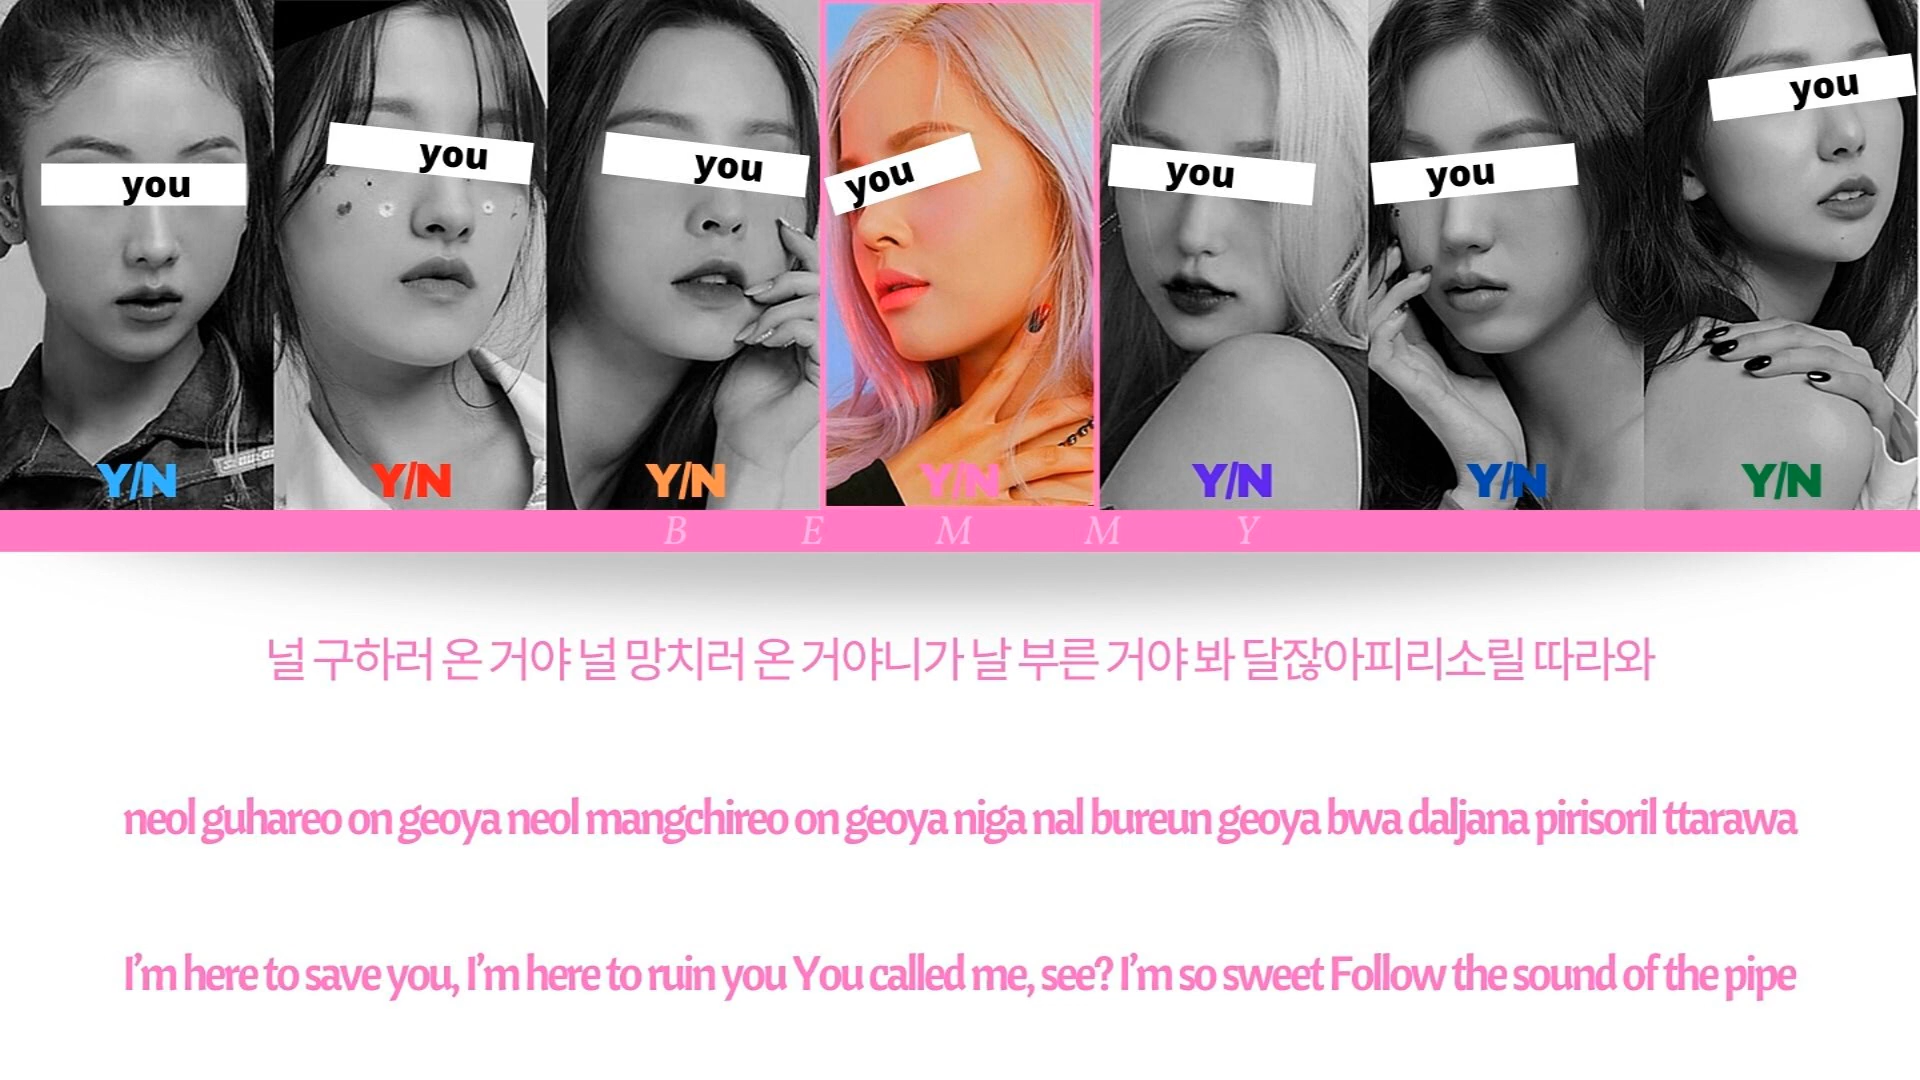 you
you
you
you
you
you
you
Y/N
Y/N
Y/N
Y/N
Y/N
Y/N
Y/N
B E M M Y
널 구하러 온 거야 널 망치러 온 거야니가 날 부른 거야 봐 달잖아피리소릴 따라와
neol guhareo on geoya neol mangchireo on geoya niga nal bureun geoya bwa daljana pirisoril ttarawa
I'm here to save you, I'm here to ruin you You called me, see? I'm so sweet Follow the sound of the pipe